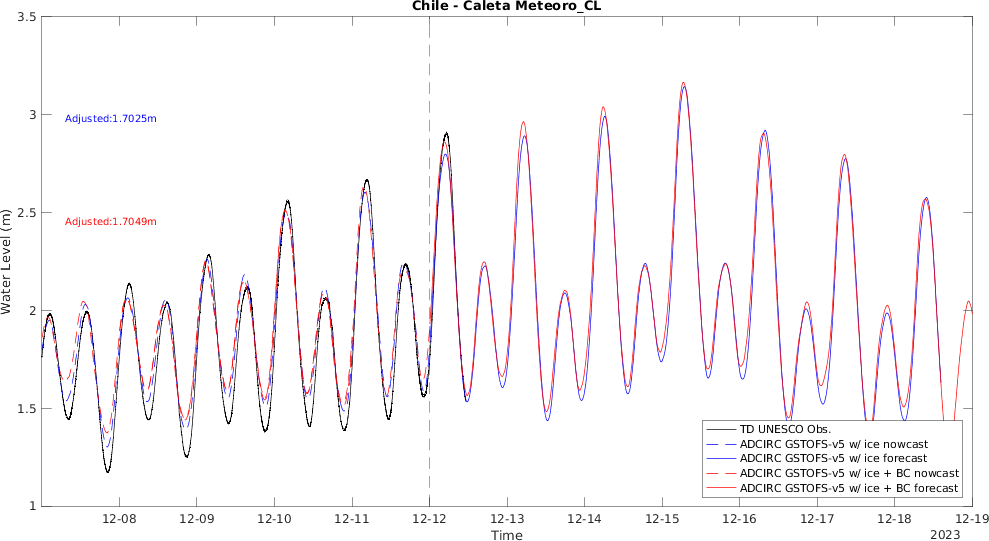 Chile - Caleta Meteoro_CL
3.5
3
2.5
2
1.5
1
Water Level (m)
Adjusted:1.7025m
Adjusted:1.7049m
TD UNESCO Obs.
ADCIRC GSTOFS-v5 w/ ice nowcast
ADCIRC GSTOFS-v5 w/ ice forecast
ADCIRC GSTOFS-v5 w/ ice + BC nowcast
ADCIRC GSTOFS-v5 w/ ice + BC forecast
12-08 12-09 12-10 12-11 12-12 12-13 12-14 12-15 12-16 12-17 12-18 12-19
Time
2023